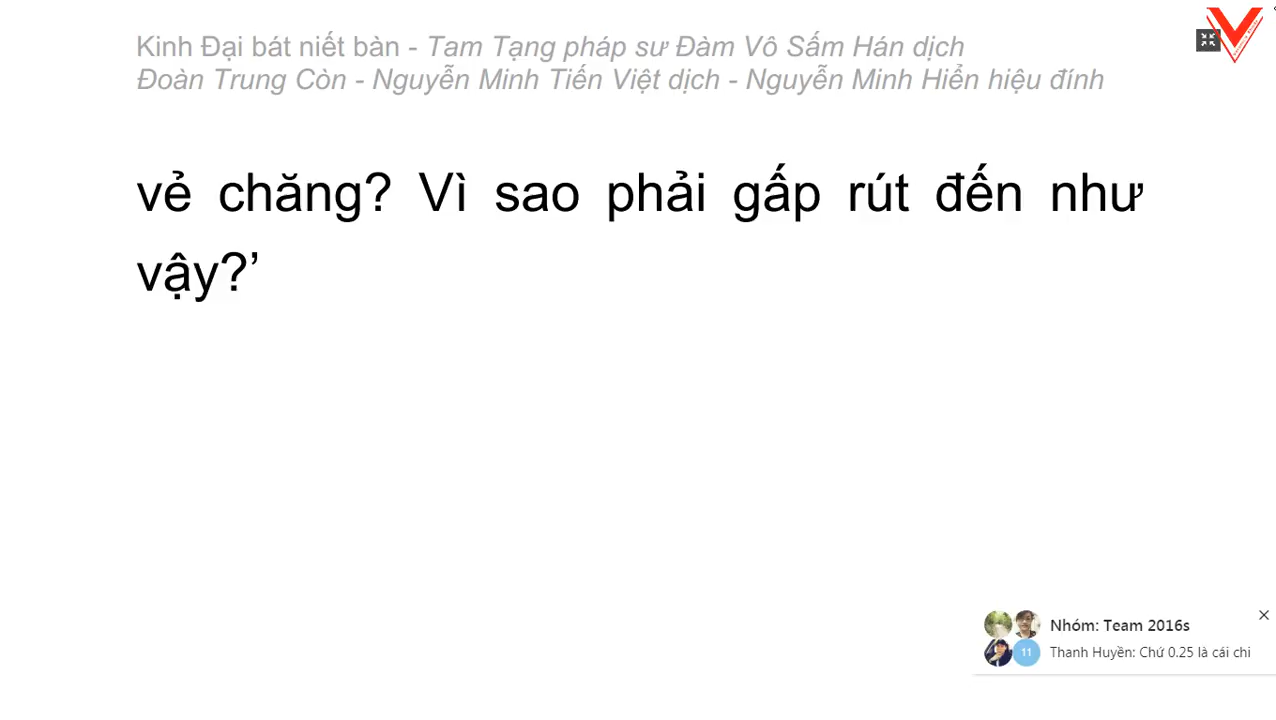 Kinh Đại bát niết bàn - Tam Tạng pháp sư Đàm Vô Sấm Hán dịch
Đoàn Trung Còn - Nguyễn Minh Tiến Việt dịch - Nguyễn Minh Hiển hiệu đính
vẻ chăng? Vì sao phải gấp rút đến như
vậy?’
Nhóm: Team 2016s
11
Thanh Huyền: Chứ 0.25 là cái chi